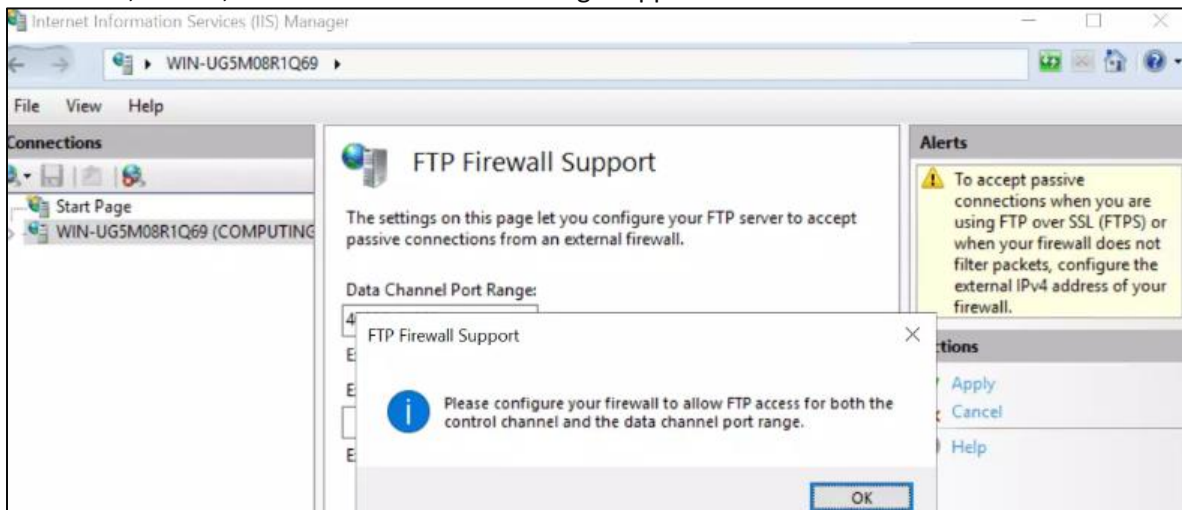 Internet Information Services (IIS) Manager
WIN-UG5M08R1Q69
File View Help
Connections
Start Page
WIN-UG5M08R1Q69 (COMPUTING
FTP Firewall Support
The settings on this page let you configure your FTP server to accept
passive connections from an external firewall.
Data Channel Port Range:
4
E
E
E
FTP Firewall Support
Please configure your firewall to allow FTP access for both the
control channel and the data channel port range.
OK
Alerts
To accept passive
connections when you are
using FTP over SSL (FTPS) or
when your firewall does not
filter packets, configure the
external IPv4 address of your
firewall.
ctions
Apply
Cancel
Help